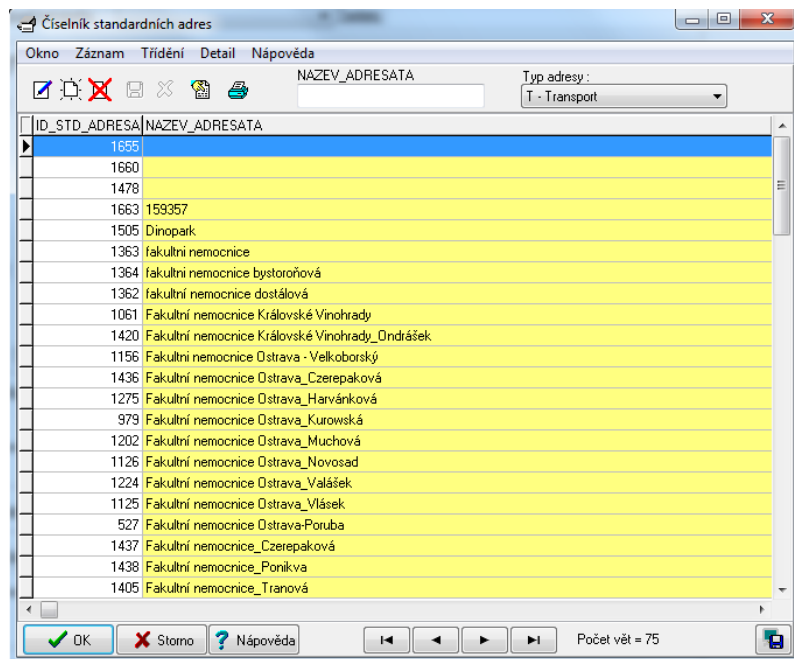 Číselník standardních adres
Okno Záznam Třídění Detail Nápověda
NAZEV_ADRESATA Typ adresy :
T - Transport
ID_STD_ADRESA NAZEV_ADRESATA
1655
1660
1478
1663 159357
1505 Dinopark
1363 fakultni nemocnice
1364 fakultni nemocnice bystoroňová
1362 fakultní nemocnice dostálová
1061 Fakultní nemocnice Královské Vinohrady
1420 Fakultní nemocnice Královské Vinohrady_Ondrášek
1156 Fakultni nemocnice Ostrava - Velkoborský
1436 Fakultní nemocnice Ostrava_Czerepaková
1275 Fakultní nemocnice Ostrava_Harvánková
979 Fakultní nemocnice Ostrava_Kurowská
1202 Fakultní nemocnice Ostrava_Muchová
1126 Fakultní nemocnice Ostrava_Novosad
1224 Fakultní nemocnice Ostrava_Valášek
1125 Fakultní nemocnice Ostrava_Vlásek
527 Fakultní nemocnice Ostrava-Poruba
1437 Fakultní nemocnice_Czerepaková
1438 Fakultní nemocnice_Ponikva
1405 Fakultní nemocnice_Tranová
OK Storno Nápověda Počet vět = 75